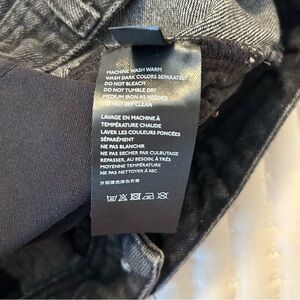 MACHINE WASH WARM
WASH DARK COLORS SEPARATELY
DO NOT BLEACH
DO NOT TUMBLE DRY
MEDIUM IRON AS NEEDED
DO NOT DRY CLEAN
LAVAGE EN MACHINE À
TEMPÉRATURE CHAUDE
LAVER LES COULEURS FONCÉES
SÉPARÉMENT
NE PAS BLANCHIR
NE PAS SECHER PAR CULBUTAGE
REPASSER, AU BESOIN, À TRÈS
MOYENNE TEMPÉRATURE
NE PAS NETTOYER À SEC